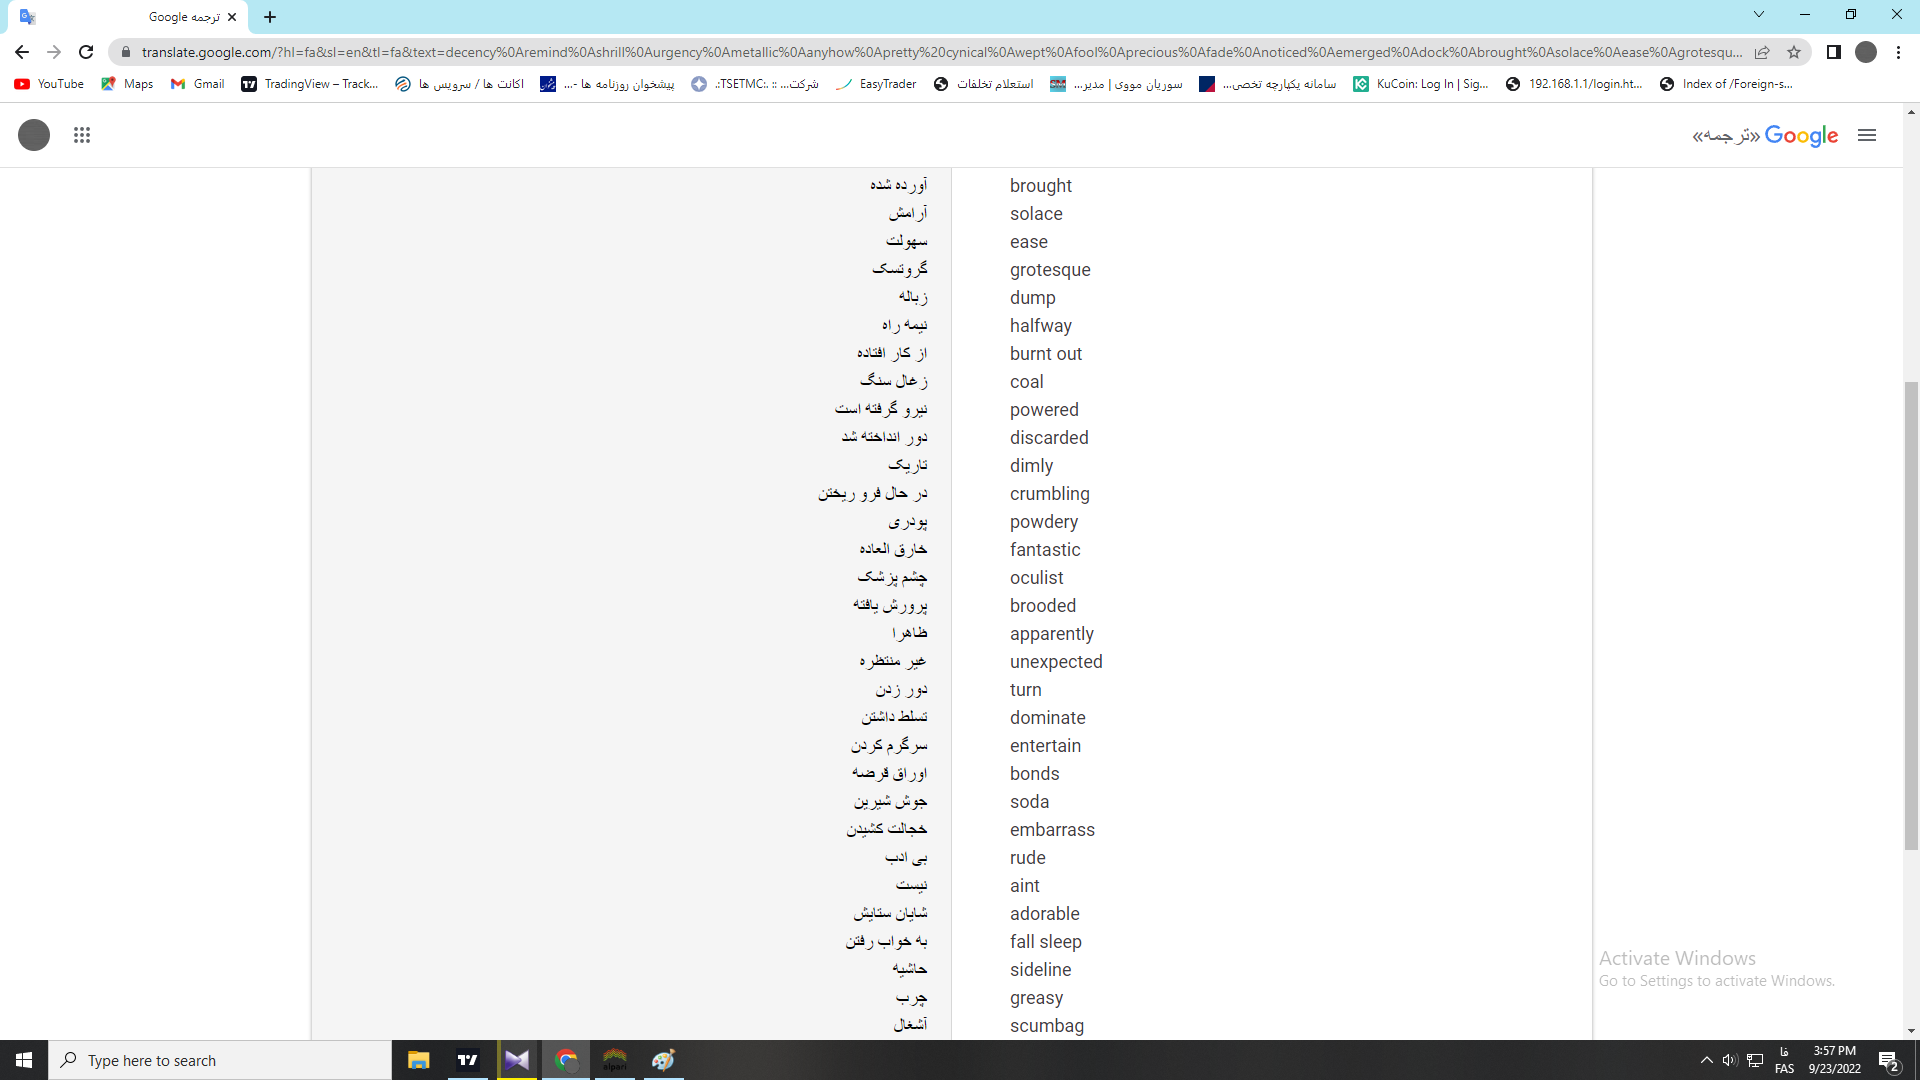 Google ترجمه
translate.google.com/?hl=fa&sl=en&tl=fa&text=decency%0Aremind%0Ashrill%0Aurgency%0Ametallic%0Aanyhow%0Apretty%20cynical%0Awept%0Afool%0Aprecious%0Afade%0Anoticed%0Aemerged%0Adock%0Abrought%0Asolace%0Aease%0Agrotesqu...
YouTube Maps Gmail TradingView – Track... اکانت ها / سرویس ها پیشخوان روزنامه ها -... شرکت... :: .:TSETMC:. EasyTrader استعلام تخلفات سوریان مووی | مدیر... سامانه یکپارچه تخصی... KuCoin: Log In | Sig... 192.168.1.1/login.ht... Index of /Foreign-s...
Google «ترجمه»
brought آورده شده
solace آرامش
ease سهولت
grotesque گروتسک
dump زباله
halfway نیمه راه
burnt out از کار افتاده
coal زغال سنگ
powered نیرو گرفته است
discarded دور انداخته شد
dimly تاریک
crumbling در حال فرو ریختن
powdery پودری
fantastic خارق العاده
oculist چشم پزشک
brooded پرورش یافته
apparently ظاهرا
unexpected غیر منتظره
turn دور زدن
dominate تسلط داشتن
entertain سرگرم کردن
bonds اوراق قرضه
soda جوش شیرین
embarrass خجالت کشیدن
rude بی ادب
aint نیست
adorable شایان ستایش
fall sleep به خواب رفتن
sideline حاشیه
greasy چرب
scumbag آشغال
Activate Windows
Go to Settings to activate Windows.
Type here to search
elpari
فا
FAS
3:57 PM
9/23/2022
2